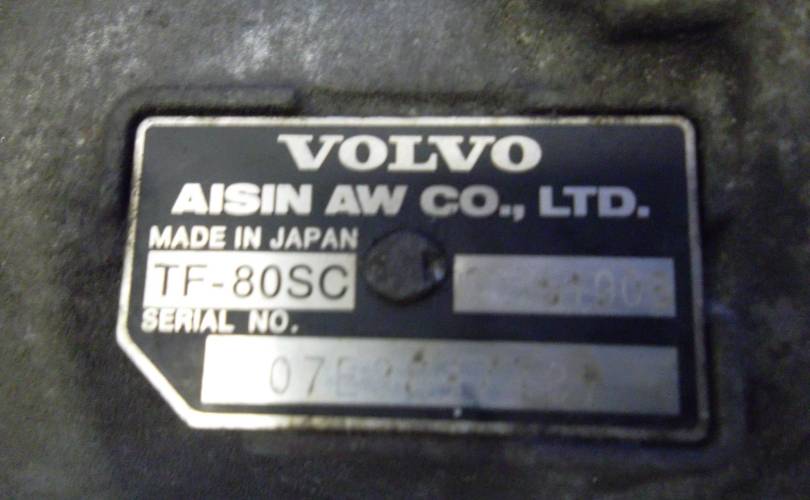 VOLVO
AISIN AW CO., LTD.
MADE IN JAPAN
TF-80SC
SERIAL NO.